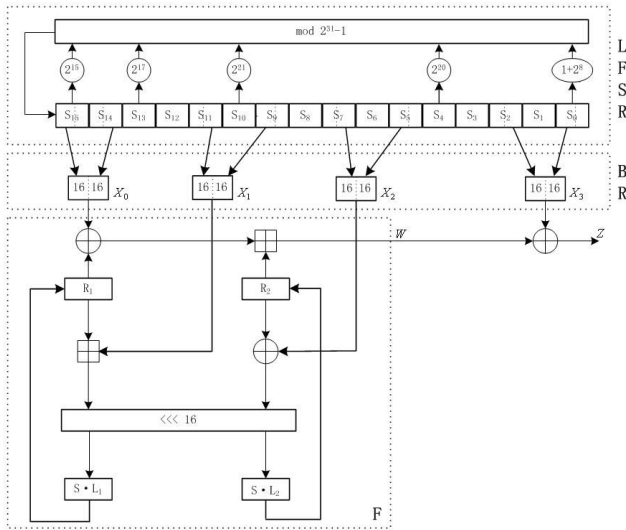 mod 2³¹-1
2¹⁵ 2¹⁷ 2²¹ 2²⁰ 1+2⁸
L
F
S
R
S₁₅ S₁₄ S₁₃ S₁₂ S₁₁ S₁₀ S₉ S₈ S₇ S₆ S₅ S₄ S₃ S₂ S₁ S₀
16 16 X₀ 16 16 X₁ 16 16 X₂ 16 16 X₃
B
R
W Z
R₁ R₂
<<< 16
S·L₁ S·L₂
F